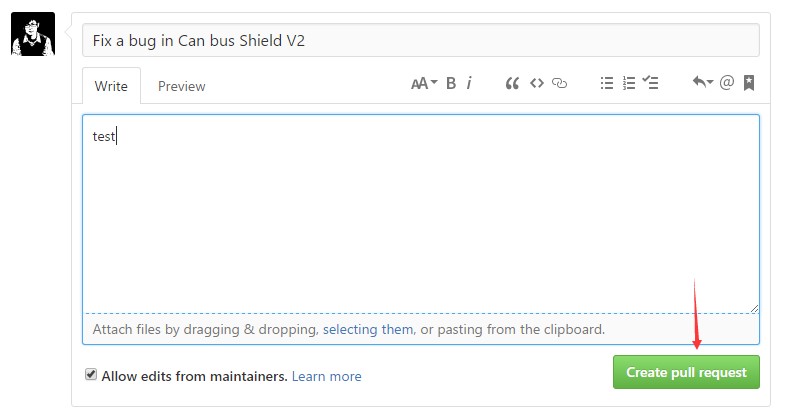 Fix a bug in Can bus Shield V2
Write Preview AA B i @
test
Attach files by dragging & dropping, selecting them, or pasting from the clipboard.
Allow edits from maintainers. Learn more
Create pull request